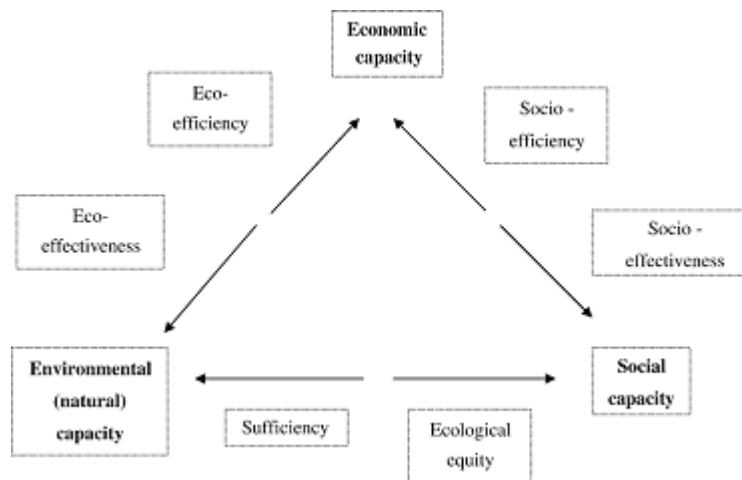 Economic
capacity
Eco-
efficiency
Socio -
efficiency
Eco-
effectiveness
Socio -
effectiveness
Environmental
(natural)
capacity
Social
capacity
Sufficiency
Ecological
equity